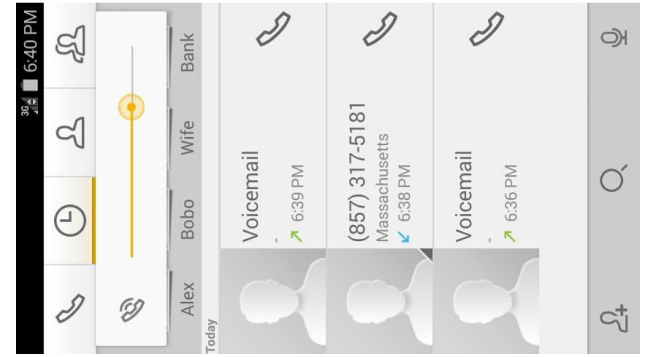 3G 6:40 PM
Alex Bobo Wife Bank
Today
Voicemail
-
6:39 PM
(857) 317-5181
Massachusetts
6:38 PM
Voicemail
-
6:36 PM